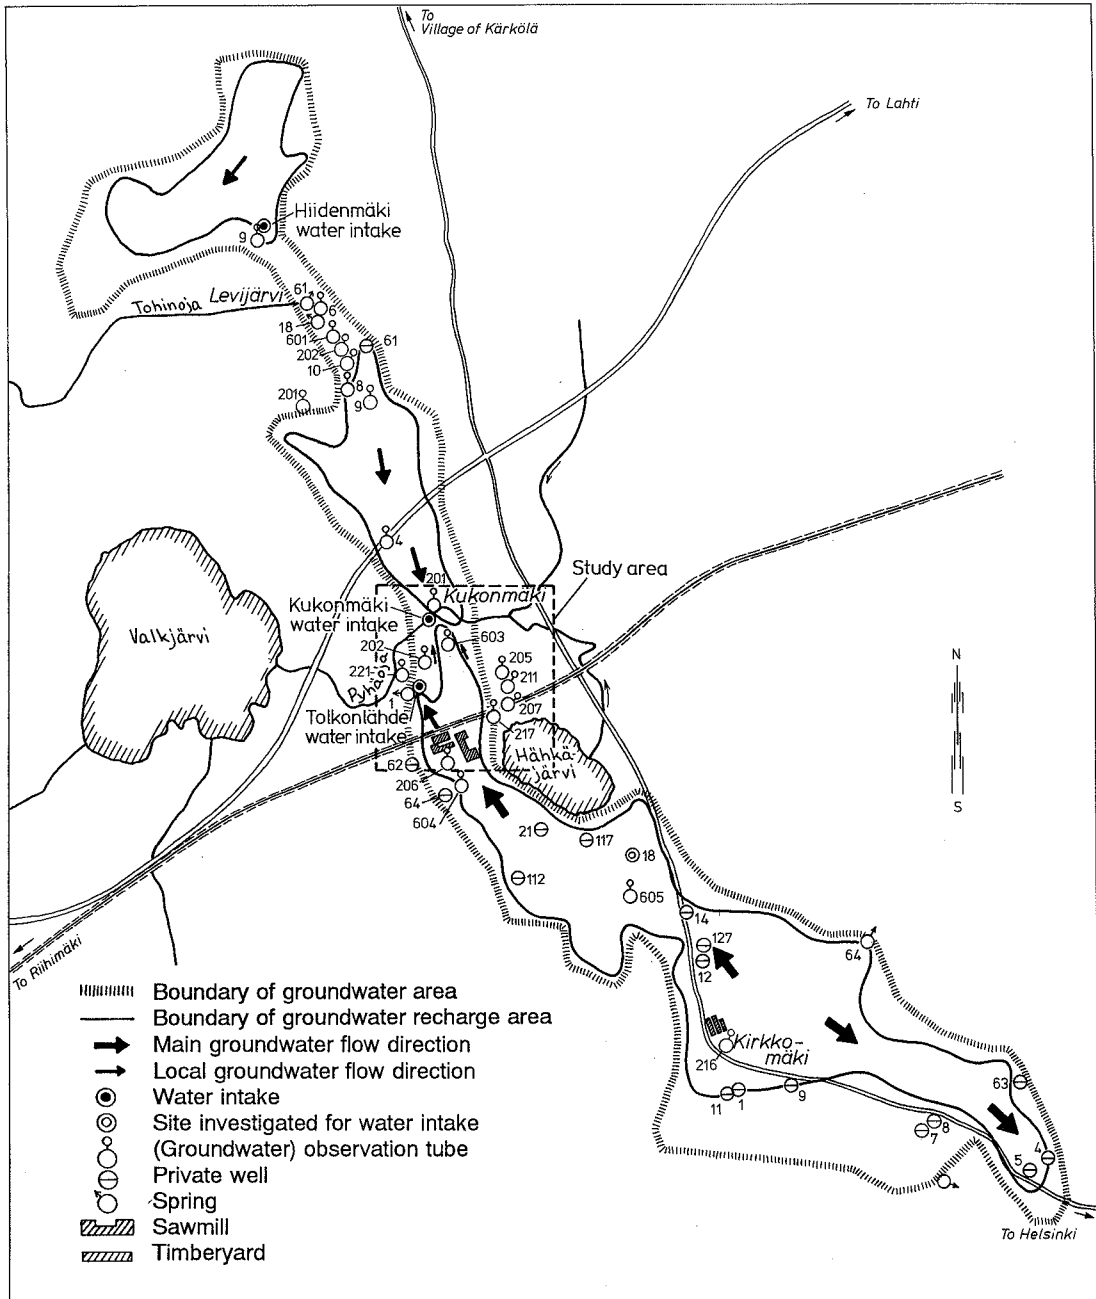 To
Village of Kärkölä
To Lahti
Hiidenmäki
water intake
9
61
Levijärvi
Tohinoja
6
18
601
61
202
10
8
201
9
4
Study area
201
Kukonmäki
Kukonmäki
water intake
Valkjärvi
603
202
205
221
211
Pyhäoja
N
207
1
Tolkonlähde
water intake
217
Hähkä-
järvi
62
206
S
64
604
21
117
18
112
605
14
127
64
12
To Riihimäki
Kirkko-
mäki
216
63
11
1
9
8
7
4
5
To Helsinki
Boundary of groundwater area
Boundary of groundwater recharge area
Main groundwater flow direction
Local groundwater flow direction
Water intake
Site investigated for water intake
(Groundwater) observation tube
Private well
Spring
Sawmill
Timberyard